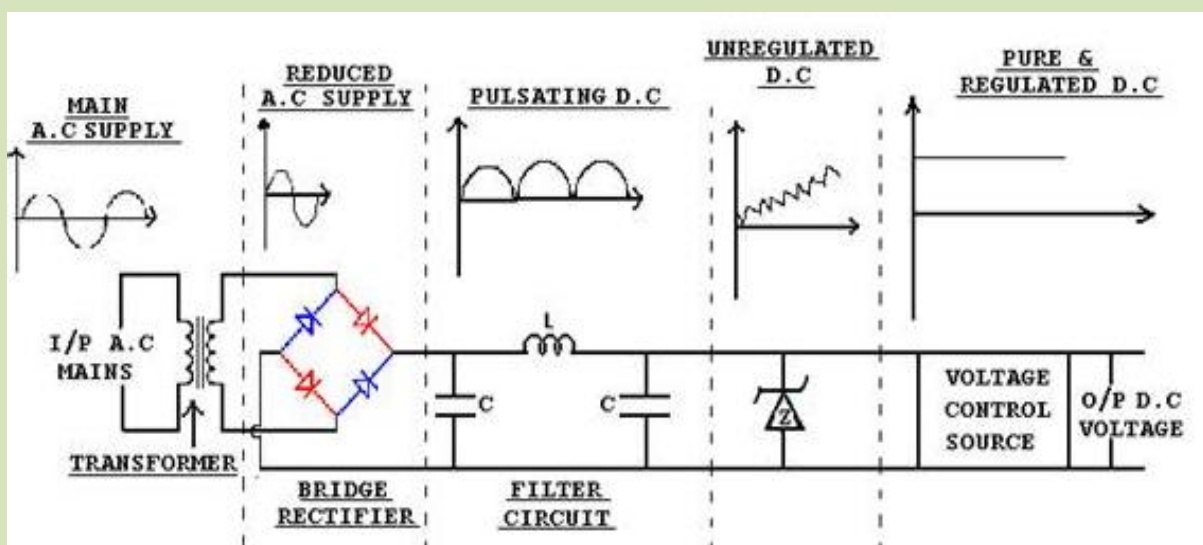 MAIN
A.C SUPPLY
REDUCED
A.C SUPPLY
PULSATING D.C
UNREGULATED
D.C
PURE &
REGULATED D.C
I/P A.C
MAINS
TRANSFORMER
BRIDGE
RECTIFIER
L
C
C
FILTER
CIRCUIT
Z
VOLTAGE
CONTROL
SOURCE
O/P D.C
VOLTAGE